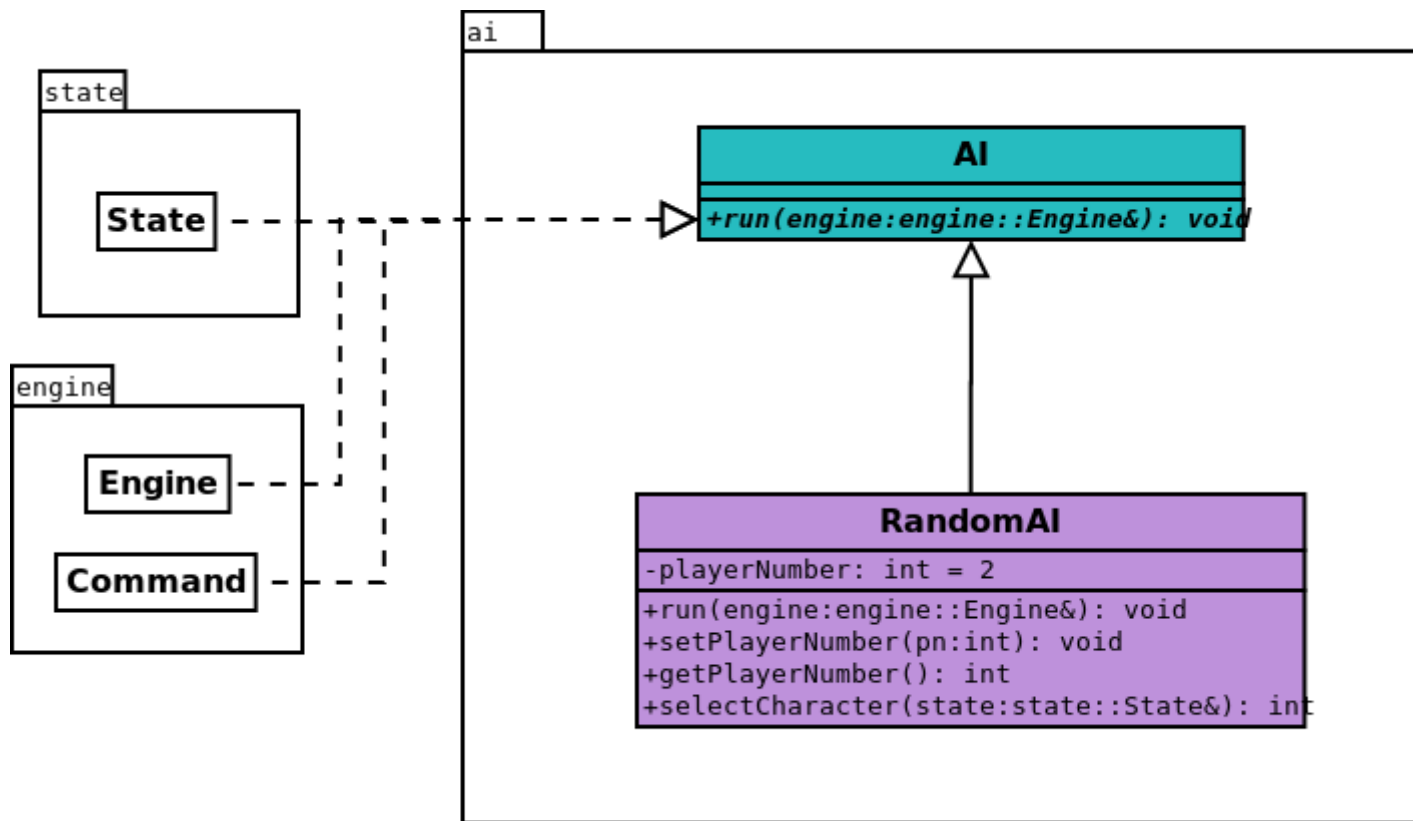 ai
state
AI
State
+run(engine:engine::Engine&): void
engine
Engine
RandomAI
Command
-playerNumber: int = 2
+run(engine:engine::Engine&): void
+setPlayerNumber(pn:int): void
+getPlayerNumber(): int
+selectCharacter(state:state::State&): int